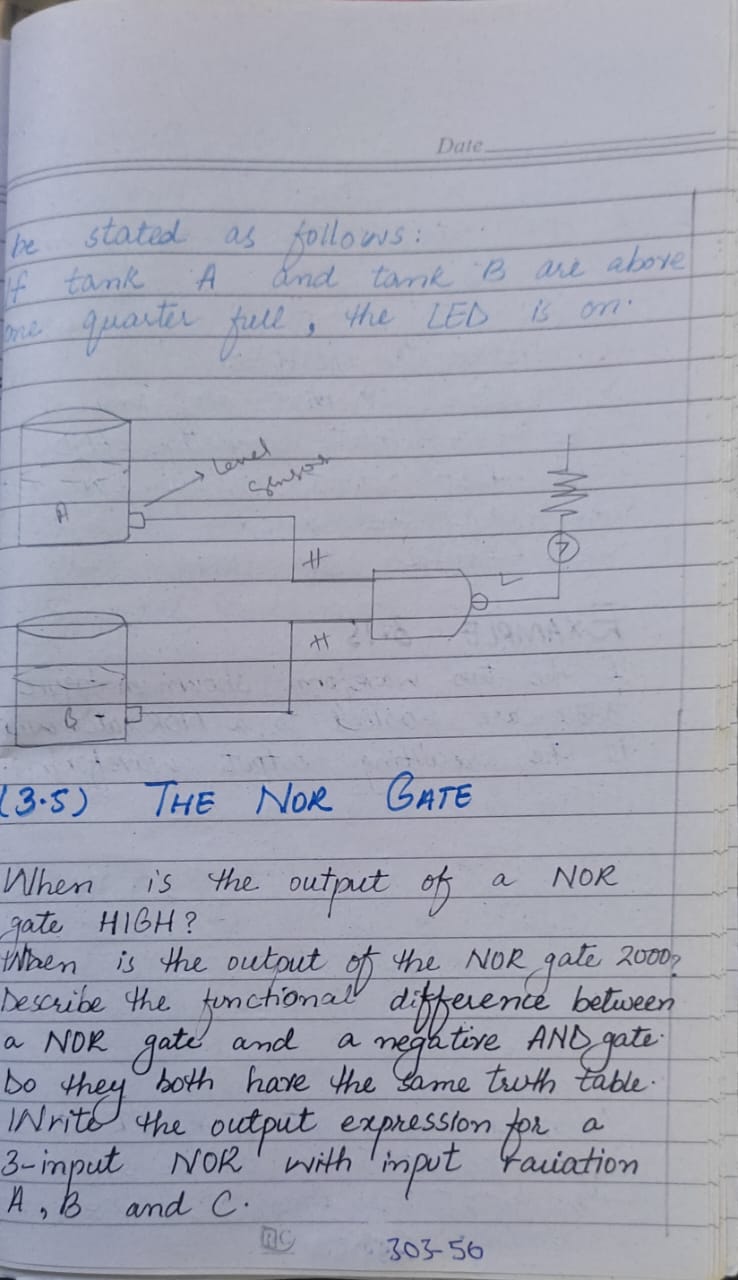 Date
be stated as follows:
If tank A and tank B are above
one quarter full, the LED is on.
Level
Sensor
A
H
L
H
B
(3.5) THE NOR GATE
When is the output of a NOR
gate HIGH?
When is the output of the NOR gate 2000?
Describe the functional difference between
a NOR gate and a negative AND gate.
Do they both have the same truth table.
Write the output expression for a
3-input NOR with input
A, B and C.
303-56